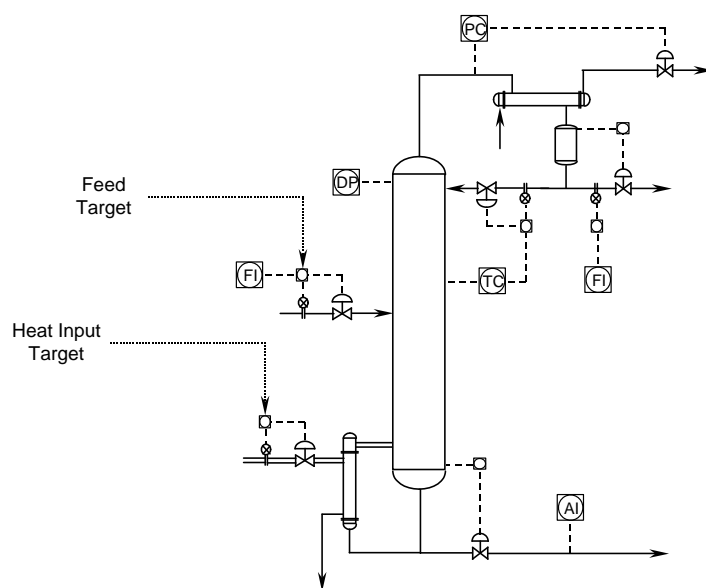 PC
DP
Feed
Target
FI
TC
FI
Heat Input
Target
AI